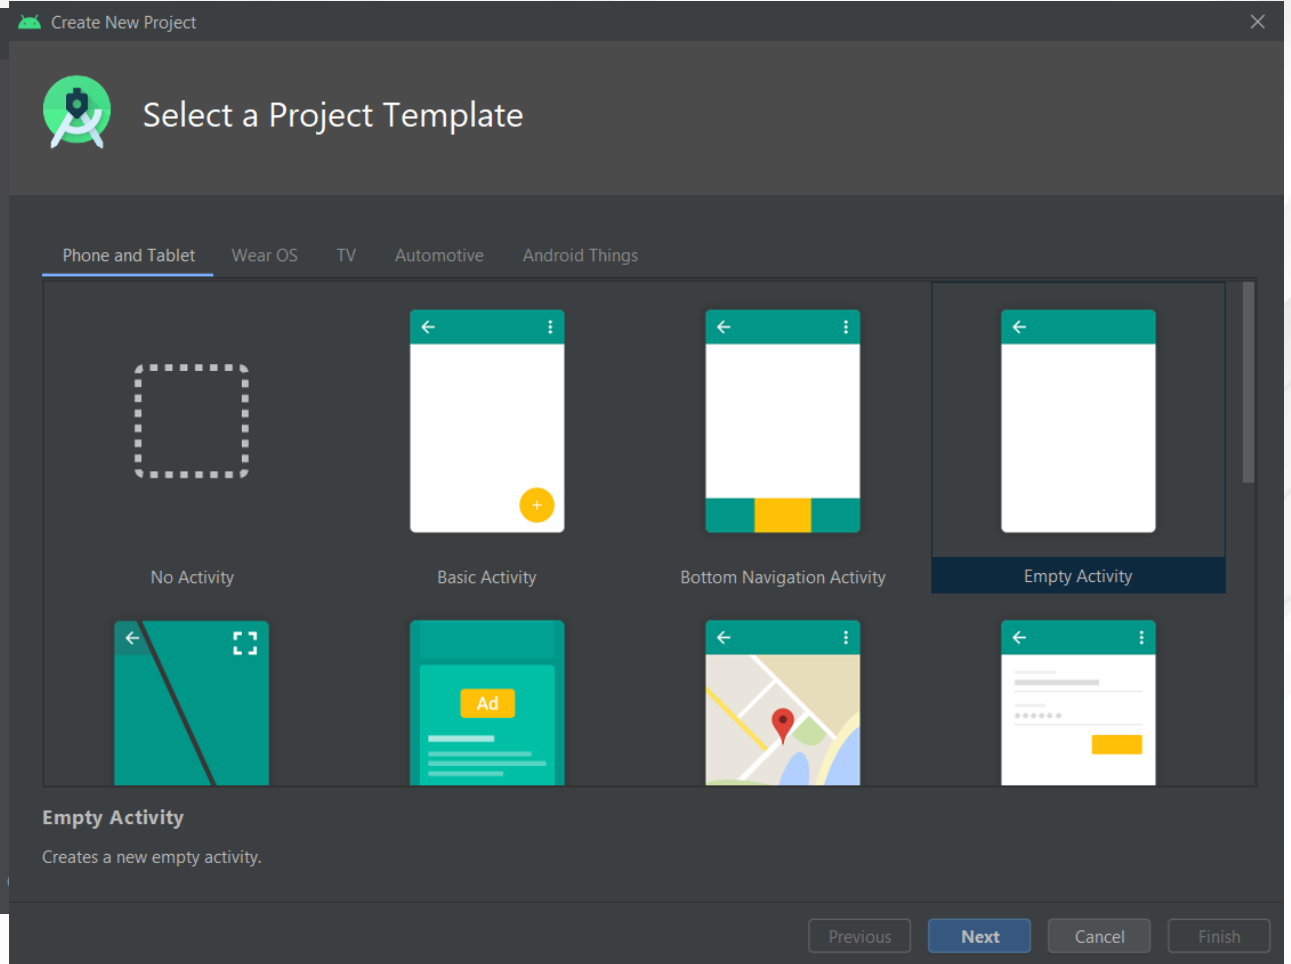 Create New Project
Select a Project Template
Phone and Tablet Wear OS TV Automotive Android Things
No Activity Basic Activity Bottom Navigation Activity Empty Activity
Ad
Empty Activity
Creates a new empty activity.
Previous Next Cancel Finish